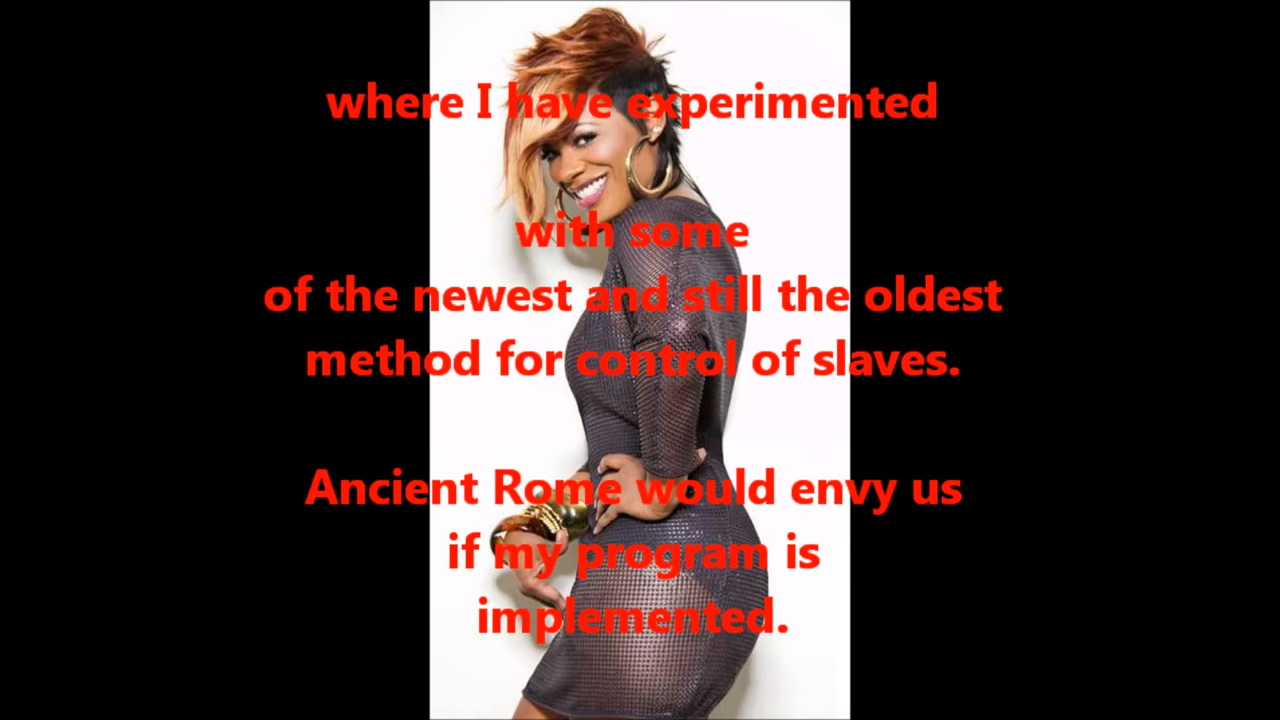 where I have experimented
with some
of the newest and still the oldest
method for control of slaves.
Ancient Rome would envy us
if my program is
implemented.